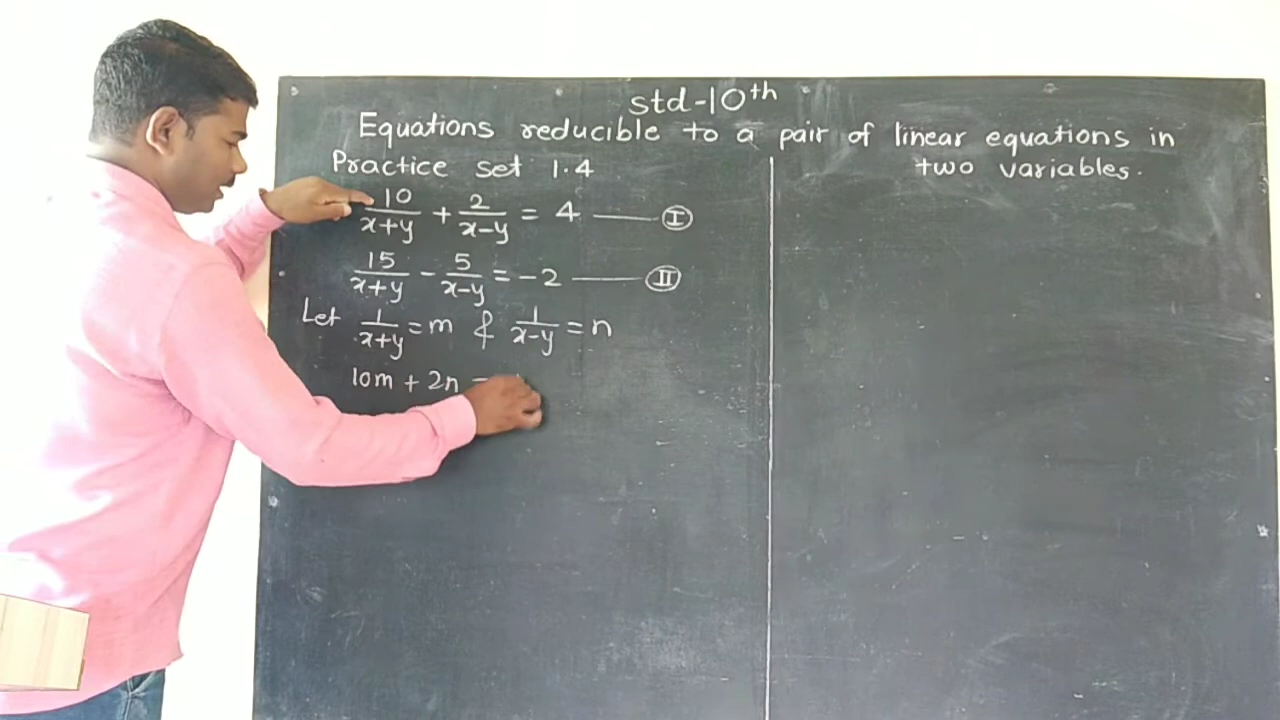 std-10th
Equations reducible to a pair of linear equations in
two variables.
Practice set 1.4
10/(x+y) + 2/(x-y) = 4 —— I
15/(x+y) - 5/(x-y) = -2 —— II
Let 1/(x+y) = m & 1/(x-y) = n
10m + 2n =